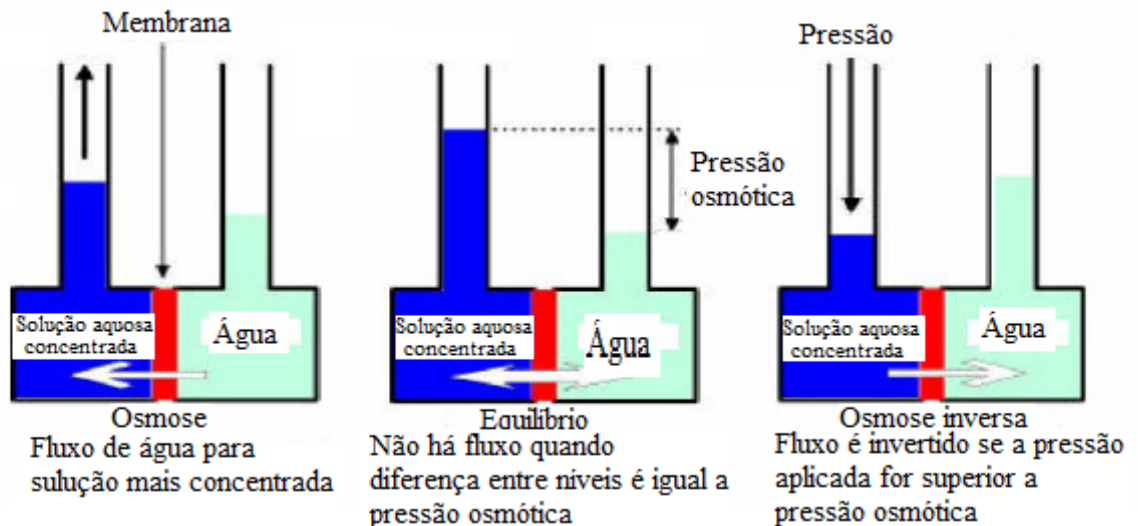 Membrana
Solução aquosa
concentrada
Água
Osmose
Fluxo de água para
sulução mais concentrada
Pressão
osmótica
Solução aquosa
concentrada
Água
Equilíbrio
Não há fluxo quando
diferença entre níveis é igual a
pressão osmótica
Pressão
Solução aquosa
concentrada
Água
Osmose inversa
Fluxo é invertido se a pressão
aplicada for superior a
pressão osmótica